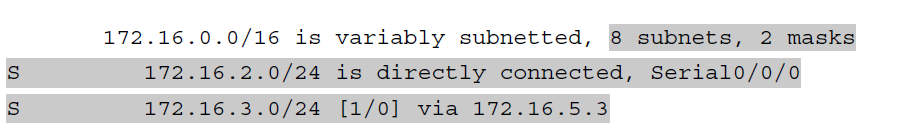 172.16.0.0/16 is variably subnetted, 8 subnets, 2 masks
S 172.16.2.0/24 is directly connected, Serial0/0/0
S 172.16.3.0/24 [1/0] via 172.16.5.3